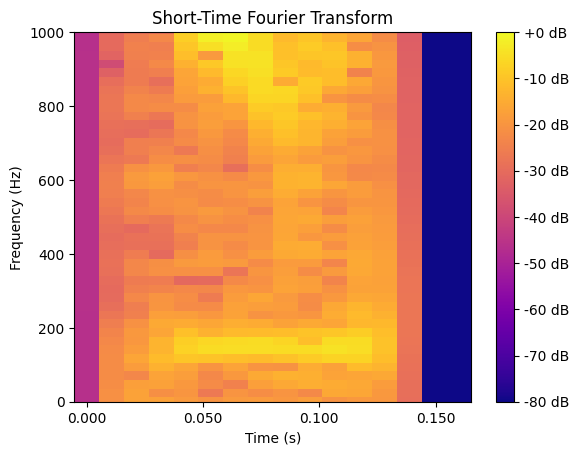 Short-Time Fourier Transform
Frequency (Hz)
1000
800
600
400
200
0
0.000
0.050
0.100
0.150
Time (s)
+0 dB
-10 dB
-20 dB
-30 dB
-40 dB
-50 dB
-60 dB
-70 dB
-80 dB